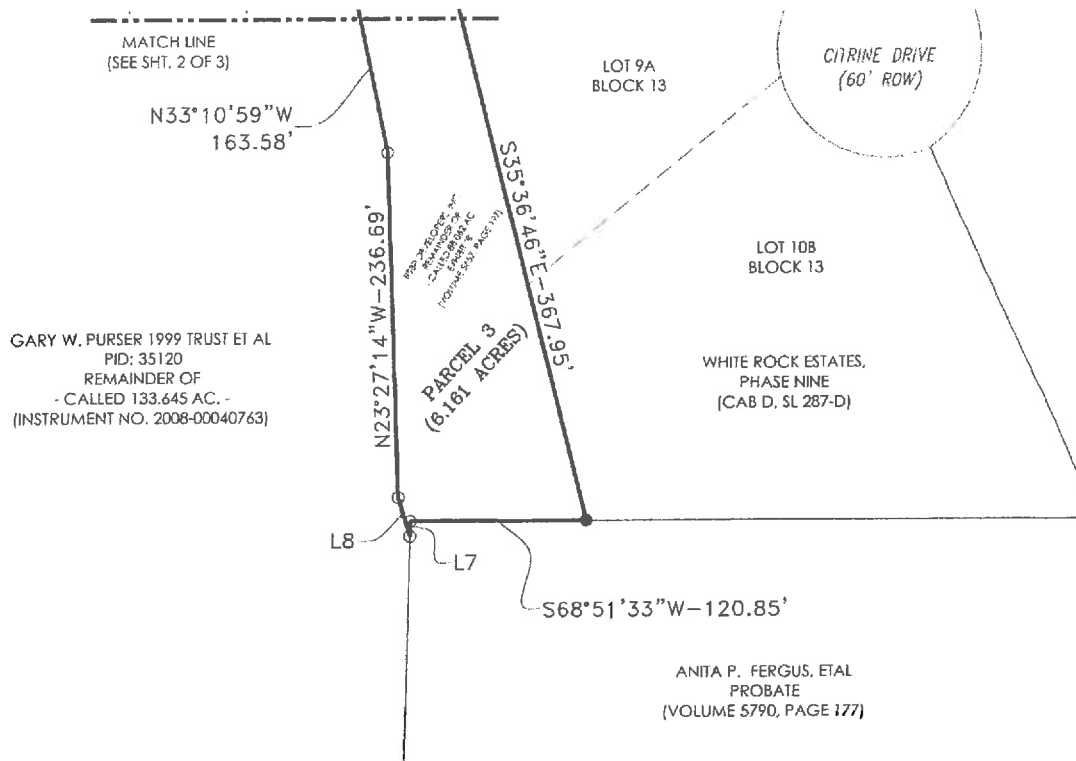 MATCH LINE
(SEE SHT. 2 OF 3)
N33°10'59"W
163.58'
LOT 9A
BLOCK 13
CITRINE DRIVE
(60' ROW)
S35°36'46"E-367.95'
N23°27'14"W-236.69'
REMAINDER OF
PARCEL 3
(6.161 ACRES)
LOT 10B
BLOCK 13
GARY W. PURSER 1999 TRUST ET AL
PID: 35120
REMAINDER OF
- CALLED 133.645 AC. -
(INSTRUMENT NO. 2008-00040763)
WHITE ROCK ESTATES,
PHASE NINE
(CAB D, SL 287-D)
L8
L7
S68°51'33"W-120.85'
ANITA P. FERGUS, ETAL
PROBATE
(VOLUME 5790, PAGE 177)